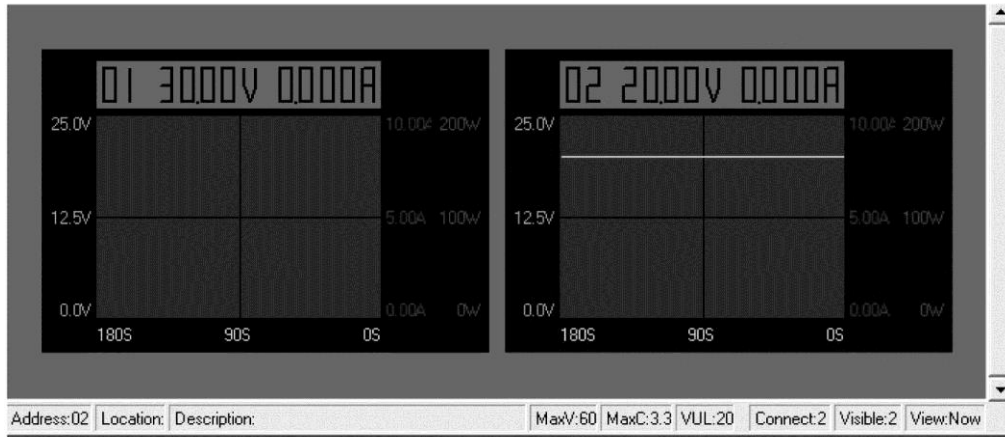 01 30.00V 0.000A
25.0V 10.00A 200W
12.5V 5.00A 100W
0.0V 0.00A 0W
180S 90S 0S
02 20.00V 0.000A
25.0V 10.00A 200W
12.5V 5.00A 100W
0.0V 0.00A 0W
180S 90S 0S
Address:02 Location: Description: MaxV:60 MaxC:3.3 VUL:20 Connect:2 Visible:2 View:Now